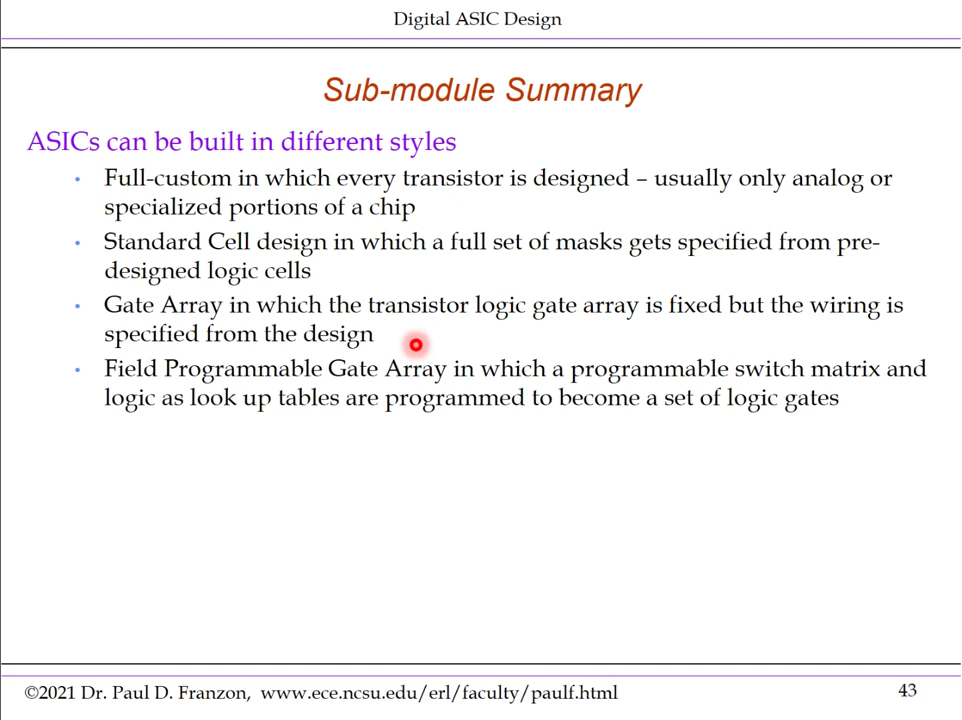 Digital ASIC Design
Sub-module Summary
ASICs can be built in different styles
• Full-custom in which every transistor is designed – usually only analog or
specialized portions of a chip
• Standard Cell design in which a full set of masks gets specified from pre-
designed logic cells
• Gate Array in which the transistor logic gate array is fixed but the wiring is
specified from the design
• Field Programmable Gate Array in which a programmable switch matrix and
logic as look up tables are programmed to become a set of logic gates
©2021 Dr. Paul D. Franzon, www.ece.ncsu.edu/erl/faculty/paulf.html
43